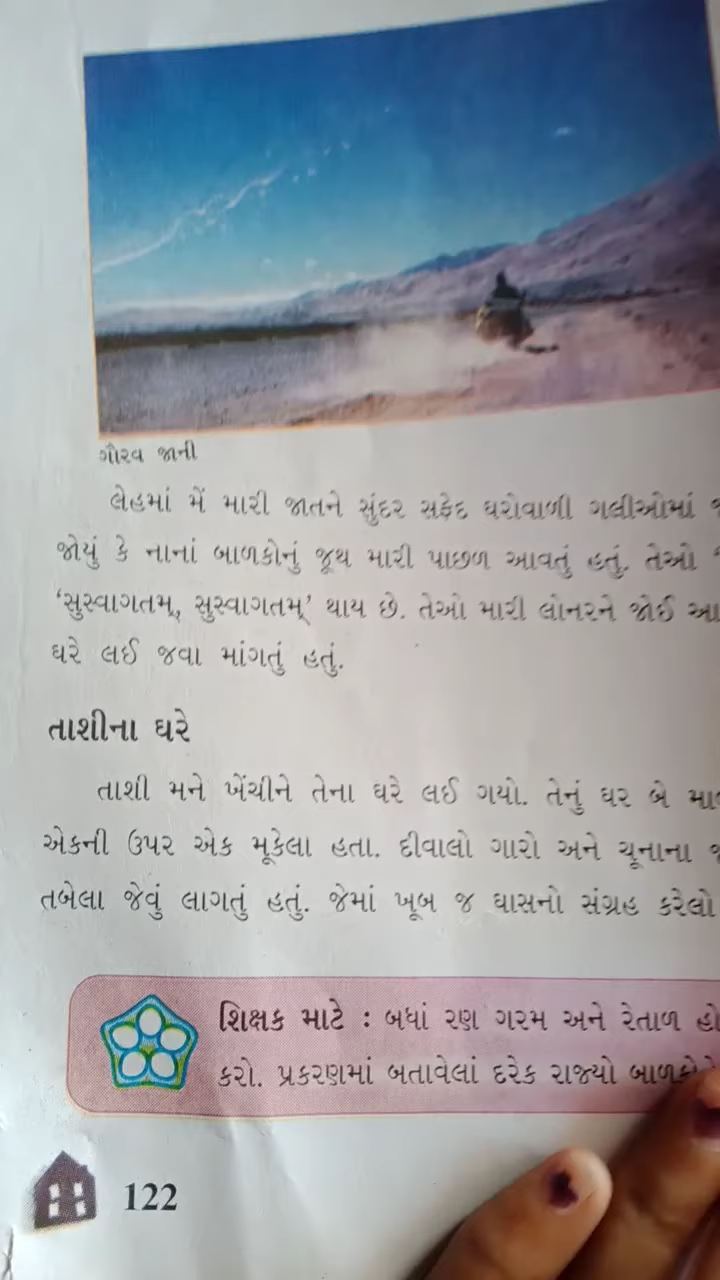 ગૌરવ જાની
લેહમાં મેં મારી જાતને સુંદર સફેદ ઘરોવાળી ગલીઓમાં
જોયું કે નાનાં બાળકોનું જૂથ મારી પાછળ આવતું હતું. તેઓ
‘સુસ્વાગતમ્, સુસ્વાગતમ્’ થાય છે. તેઓ મારી લોનરને જોઈ
ઘરે લઈ જવા માંગતું હતું.
તાશીના ઘરે
તાશી મને ખેંચીને તેના ઘરે લઈ ગયો. તેનું ઘર બે
એકની ઉપર એક મૂકેલા હતા. દીવાલો ગારો અને ચૂનાના
તબેલા જેવું લાગતું હતું. જેમાં ખૂબ જ ઘાસનો સંગ્રહ કરેલો
શિક્ષક માટે : બધાં રણ ગરમ અને રેતાળ
કરો. પ્રકરણમાં બતાવેલાં દરેક રાજ્યો
122